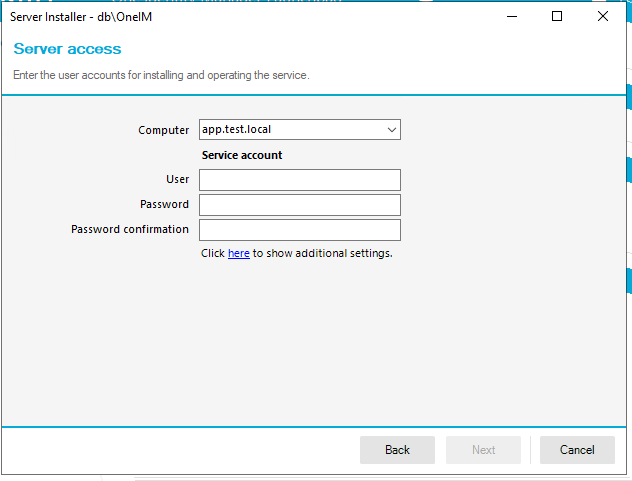 Server Installer - db\OneIM
Server access
Enter the user accounts for installing and operating the service.
Computer app.test.local
Service account
User
Password
Password confirmation
Click here to show additional settings.
Back Next Cancel